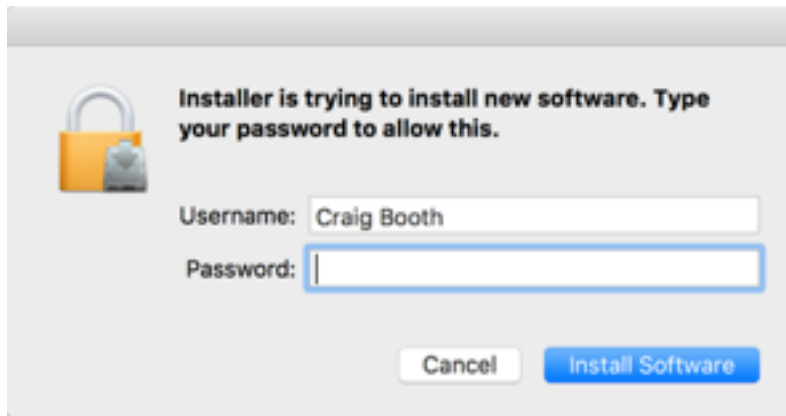 Installer is trying to install new software. Type
your password to allow this.
Username: Craig Booth
Password:
Cancel Install Software